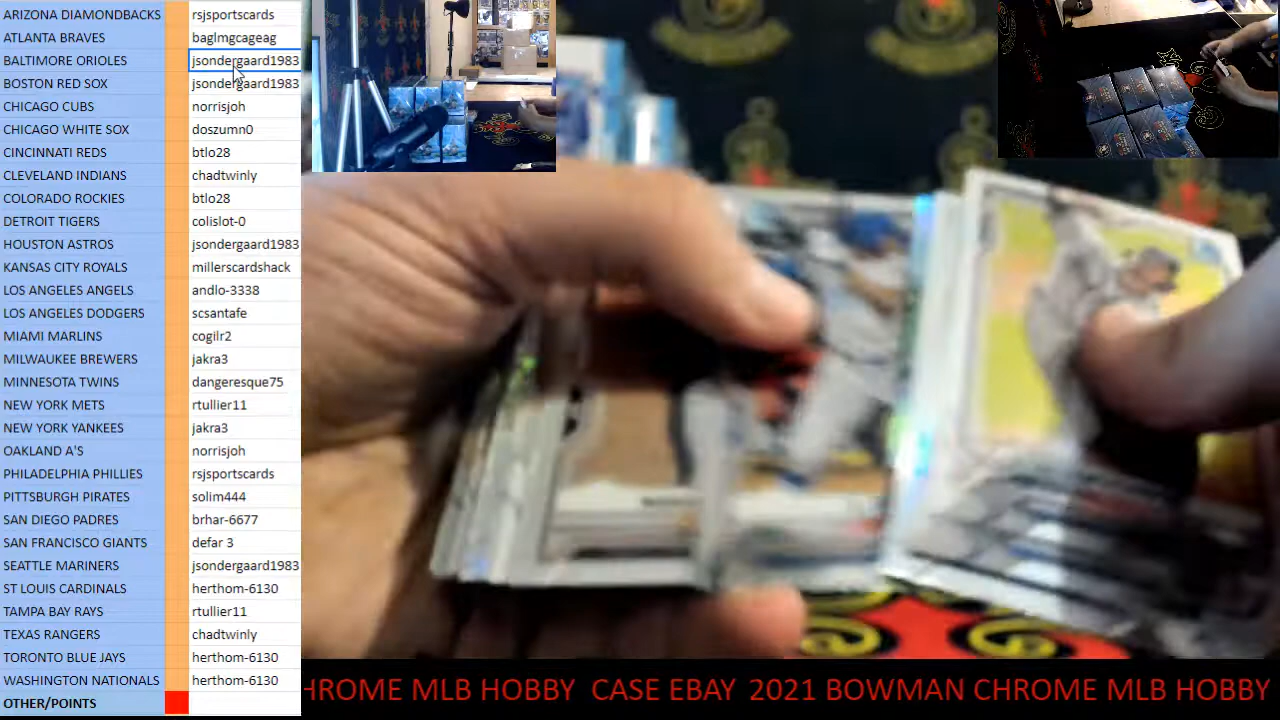 ARIZONA DIAMONDBACKS rsjsportscards
ATLANTA BRAVES baglmgcageag
BALTIMORE ORIOLES jsondergaard1983
BOSTON RED SOX jsondergaard1983
CHICAGO CUBS norrisjoh
CHICAGO WHITE SOX doszumn0
CINCINNATI REDS btlo28
CLEVELAND INDIANS chadtwinly
COLORADO ROCKIES btlo28
DETROIT TIGERS colislot-0
HOUSTON ASTROS jsondergaard1983
KANSAS CITY ROYALS millerscardshack
LOS ANGELES ANGELS andlo-3338
LOS ANGELES DODGERS scsantafe
MIAMI MARLINS cogilr2
MILWAUKEE BREWERS jakra3
MINNESOTA TWINS dangeresque75
NEW YORK METS rtullier11
NEW YORK YANKEES jakra3
OAKLAND A'S norrisjoh
PHILADELPHIA PHILLIES rsjsportscards
PITTSBURGH PIRATES solim444
SAN DIEGO PADRES brhar-6677
SAN FRANCISCO GIANTS defar 3
SEATTLE MARINERS jsondergaard1983
ST LOUIS CARDINALS herthom-6130
TAMPA BAY RAYS rtullier11
TEXAS RANGERS chadtwinly
TORONTO BLUE JAYS herthom-6130
WASHINGTON NATIONALS herthom-6130
OTHER/POINTS
HROME MLB HOBBY CASE EBAY 2021 BOWMAN CHROME MLB HOBBY